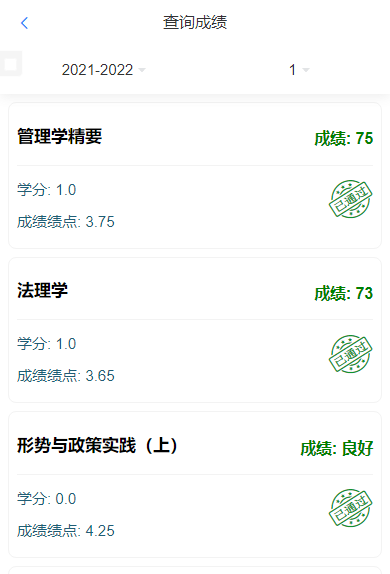 查询成绩
2021-2022
1
管理学精要
成绩: 75
学分: 1.0
已通过
成绩绩点: 3.75
法理学
成绩: 73
学分: 1.0
已通过
成绩绩点: 3.65
形势与政策实践（上）
成绩: 良好
学分: 0.0
已通过
成绩绩点: 4.25